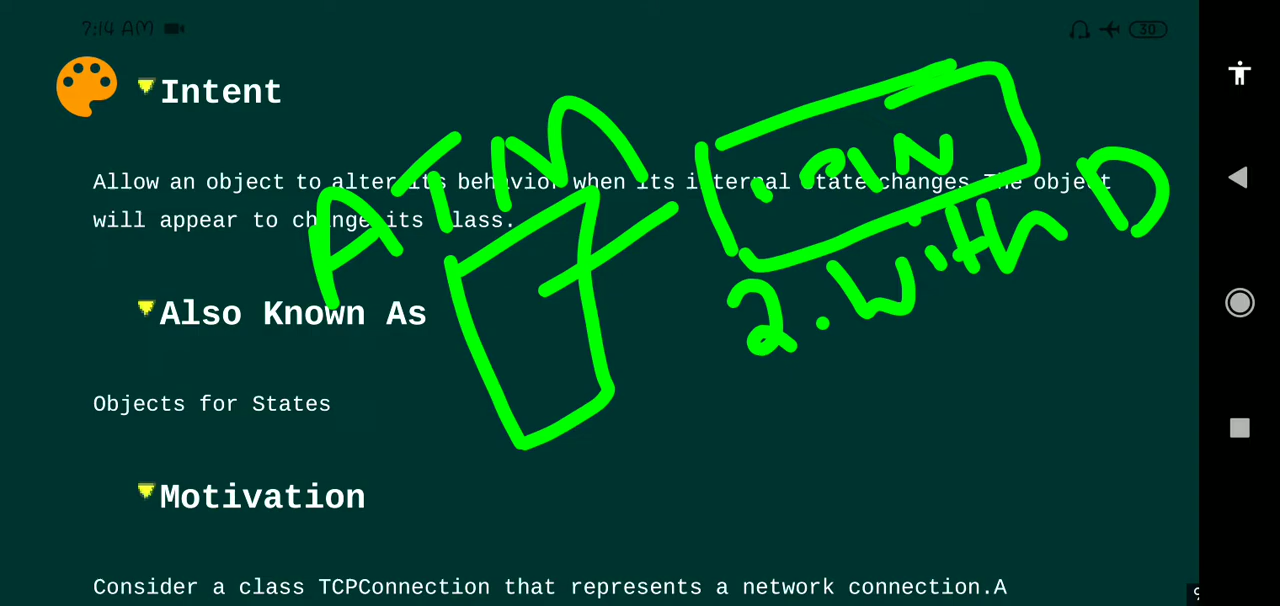 7:14 AM
30
Intent
ATM
. PIN
Allow an object to alter its behavior when its internal state changes. The object
will appear to change its class.
2. With D
Also Known As
Objects for States
Motivation
Consider a class TCPConnection that represents a network connection.A